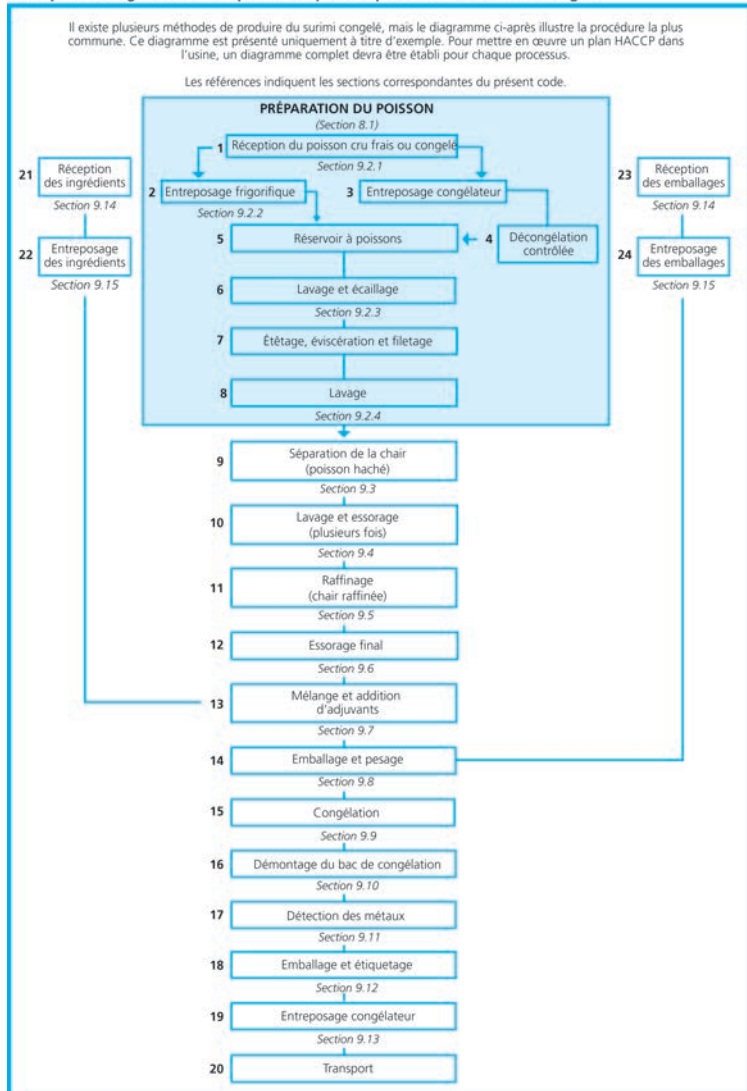 Il existe plusieurs méthodes de produire du surimi congelé, mais le diagramme ci-après illustre la procédure la plus
commune. Ce diagramme est présenté uniquement à titre d'exemple. Pour mettre en œuvre un plan HACCP dans
l'usine, un diagramme complet devra être établi pour chaque processus.
Les références indiquent les sections correspondantes du présent code.
PRÉPARATION DU POISSON
(Section 8.1)
1 Réception du poisson cru frais ou congelé
Section 9.2.1
21 Réception
des ingrédients
Section 9.14
23 Réception
des emballages
Section 9.14
2 Entreposage frigorifique
Section 9.2.2
3 Entreposage congélateur
22 Entreposage
des ingrédients
Section 9.15
5 Réservoir à poissons
4 Décongélation
contrôlée
24 Entreposage
des emballages
Section 9.15
6 Lavage et écaillage
Section 9.2.3
7 Étêtage, éviscération et filetage
8 Lavage
Section 9.2.4
9 Séparation de la chair
(poisson haché)
Section 9.3
10 Lavage et essorage
(plusieurs fois)
Section 9.4
11 Raffinage
(chair raffinée)
Section 9.5
12 Essorage final
Section 9.6
13 Mélange et addition
d'adjuvants
Section 9.7
14 Emballage et pesage
Section 9.8
15 Congélation
Section 9.9
16 Démontage du bac de congélation
Section 9.10
17 Détection des métaux
Section 9.11
18 Emballage et étiquetage
Section 9.12
19 Entreposage congélateur
Section 9.13
20 Transport